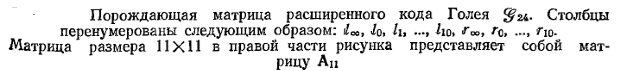 Порождающая матрица расширенного кода Голея 𝒢₂₄. Столбцы
перенумерованы следующим образом: l∞, l₀, l₁, ..., l₁₀, r∞, r₀, ..., r₁₀.
Матрица размера 11×11 в правой части рисунка представляет собой мат-
рицу A₁₁